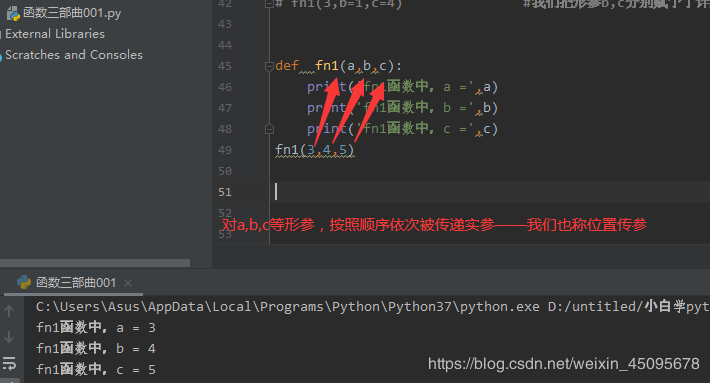 函数三部曲001.py
External Libraries
Scratches and Consoles
42 # fn1(3,b=1,c=4) #我们把形参b,c分别赋予了
43
44
45 def fn1(a,b,c):
46 print('fn1函数中, a =',a)
47 print('fn1函数中, b =',b)
48 print('fn1函数中, c =',c)
49 fn1(3,4,5)
50
51
52
对a,b,c等形参，按照顺序依次被传递实参——我们也称位置传参
53
函数三部曲001 ×
C:\Users\Asus\AppData\Local\Programs\Python\Python37\python.exe D:/untitled/小白学pyt
fn1函数中, a = 3
fn1函数中, b = 4
fn1函数中, c = 5
https://blog.csdn.net/weixin_45095678